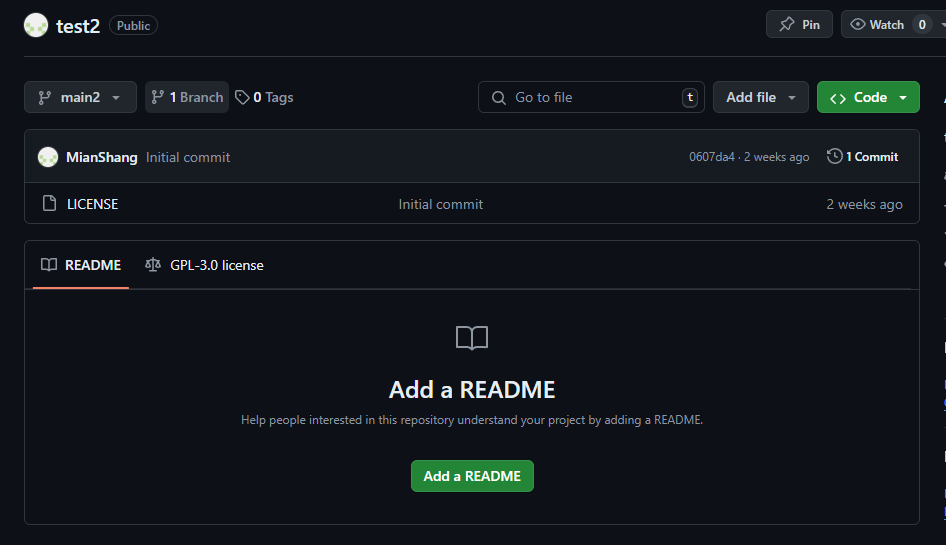 test2 Public Pin Watch 0
main2 1 Branch 0 Tags Go to file t Add file Code
MianShang Initial commit 0607da4 · 2 weeks ago 1 Commit
LICENSE Initial commit 2 weeks ago
README GPL-3.0 license
Add a README
Help people interested in this repository understand your project by adding a README.
Add a README